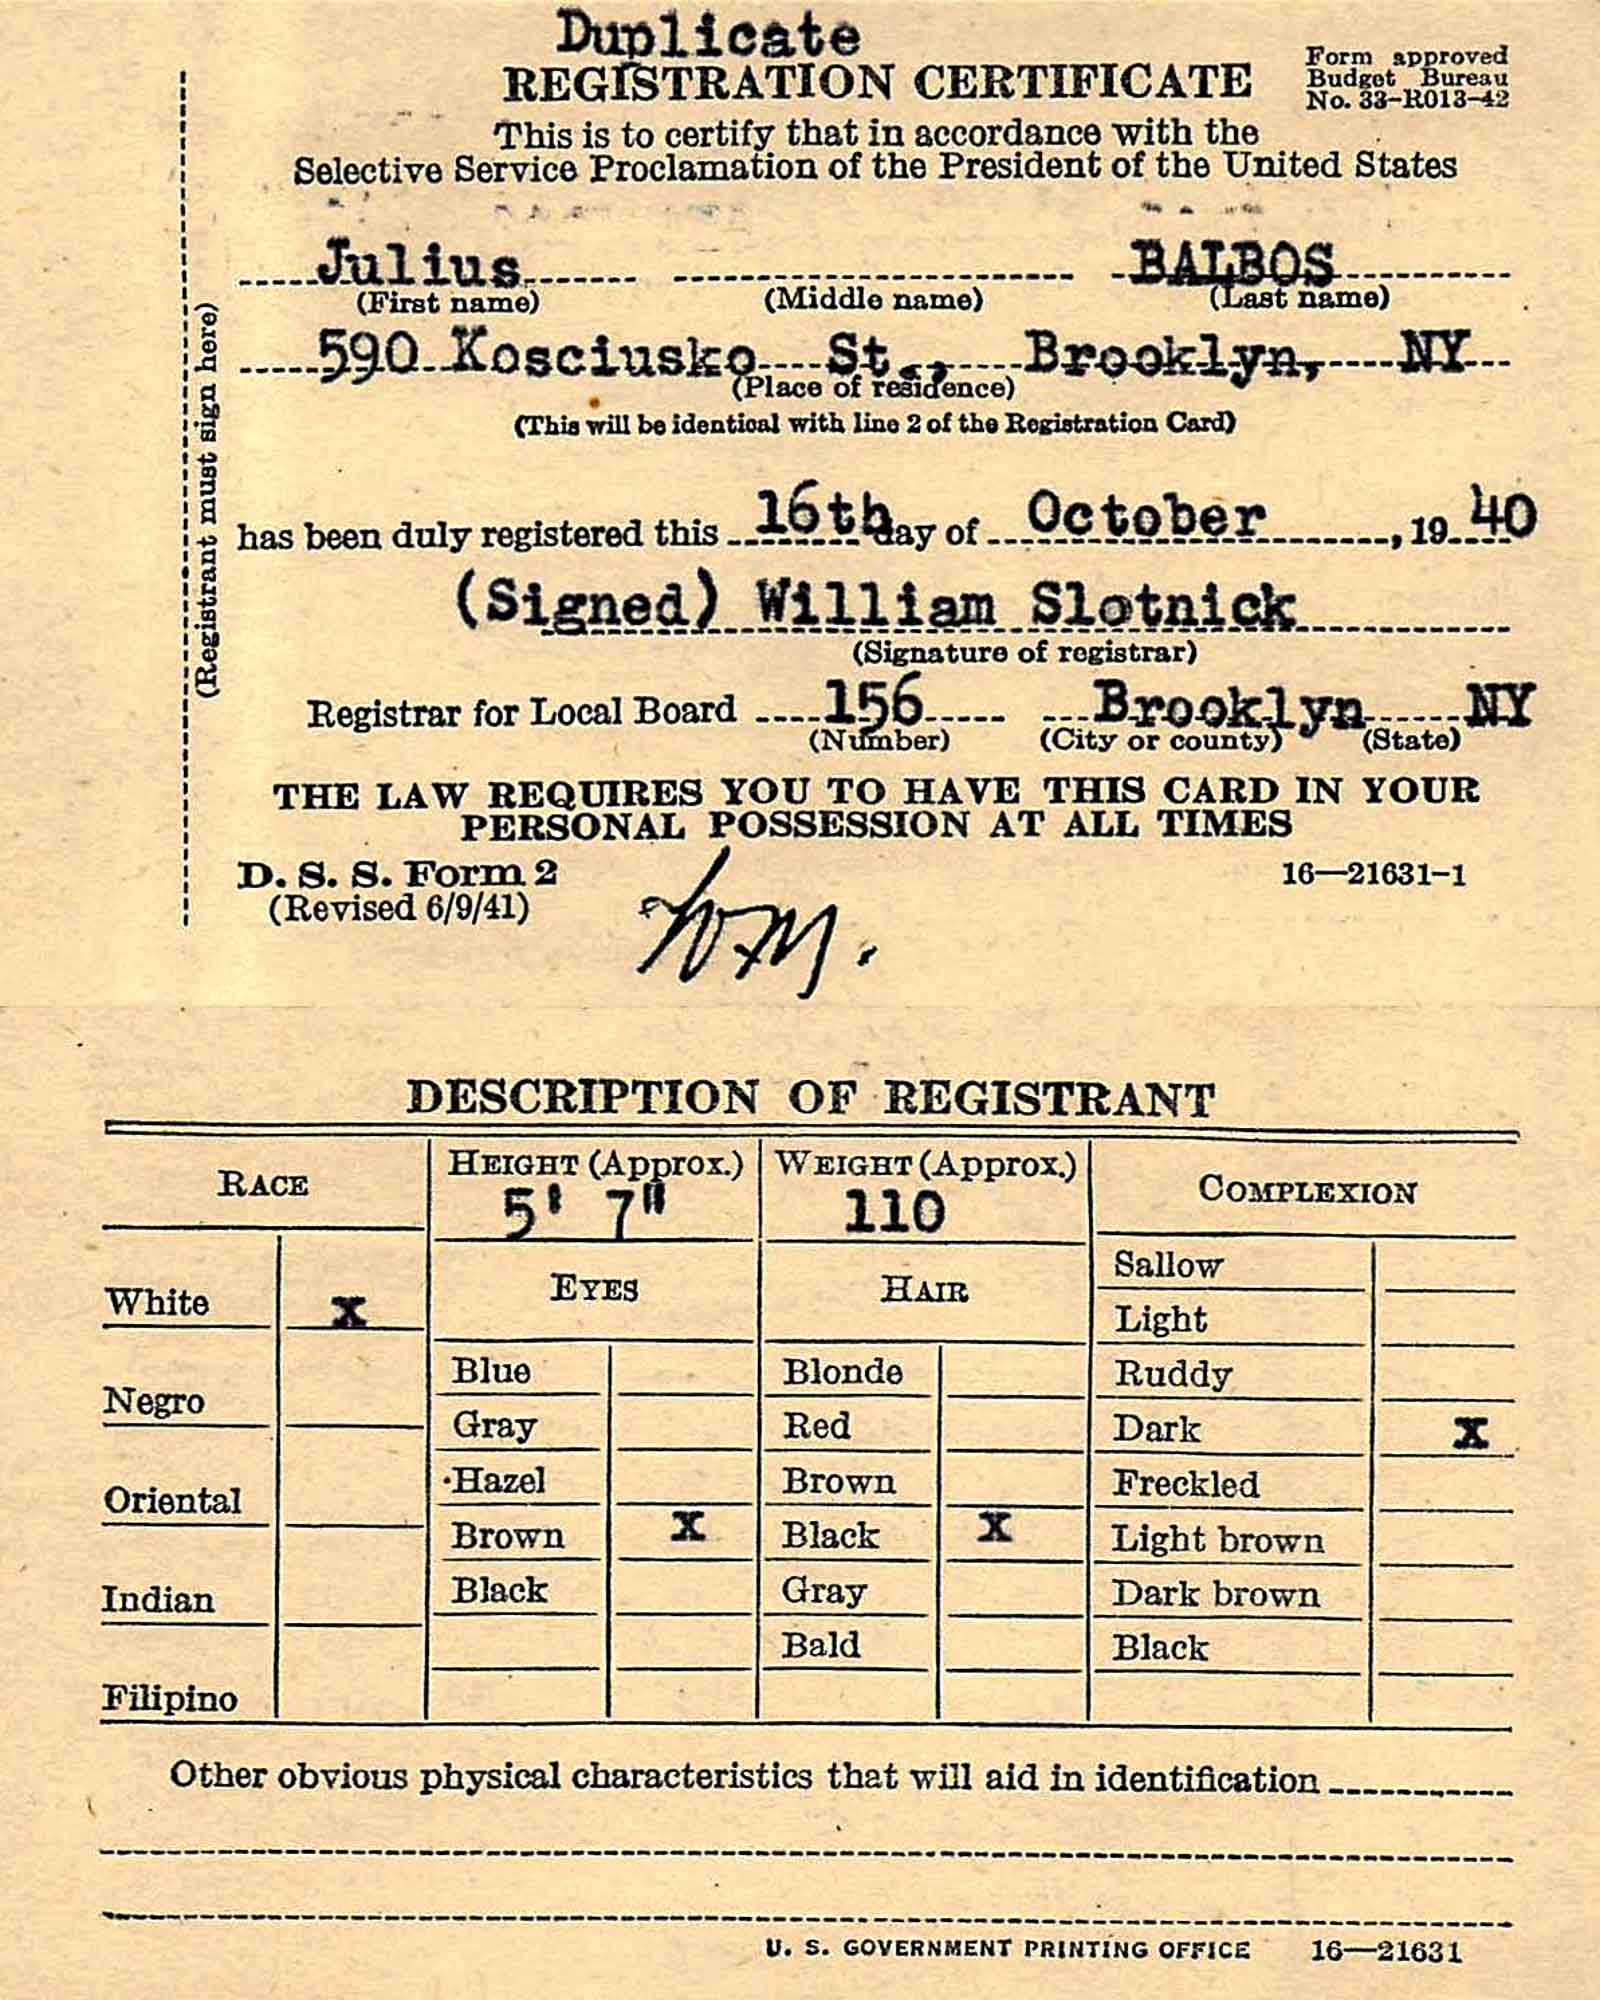 Duplicate
REGISTRATION CERTIFICATE
Form approved
Budget Bureau
No. 33-R013-42
This is to certify that in accordance with the
Selective Service Proclamation of the President of the United States
Julius BALBOS
(First name) (Middle name) (Last name)
590 Kosciusko St., Brooklyn, NY
(Place of residence)
(This will be identical with line 2 of the Registration Card)
has been duly registered this 16th day of October, 19 40
(Signed) William Slotnick
(Signature of registrar)
Registrar for Local Board 156 Brooklyn NY
(Number) (City or county) (State)
THE LAW REQUIRES YOU TO HAVE THIS CARD IN YOUR
PERSONAL POSSESSION AT ALL TIMES
D. S. S. Form 2
(Revised 6/9/41)
16—21631-1
(Registrant must sign here)
DESCRIPTION OF REGISTRANT
RACE
White X
Negro
Oriental
Indian
Filipino
HEIGHT (Approx.)
5' 7"
EYES
Blue
Gray
Hazel
Brown X
Black
WEIGHT (Approx.)
110
HAIR
Blonde
Red
Brown
Black X
Gray
Bald
COMPLEXION
Sallow
Light
Ruddy
Dark X
Freckled
Light brown
Dark brown
Black
Other obvious physical characteristics that will aid in identification
U. S. GOVERNMENT PRINTING OFFICE 16—21631